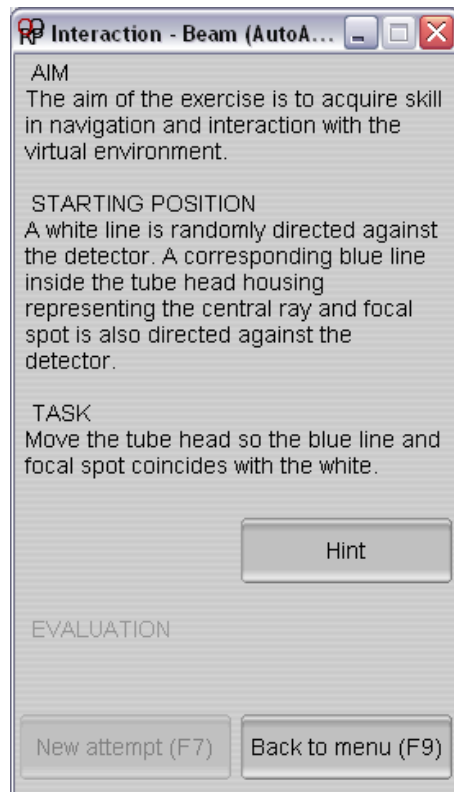 Interaction - Beam (AutoA...
AIM
The aim of the exercise is to acquire skill
in navigation and interaction with the
virtual environment.
STARTING POSITION
A white line is randomly directed against
the detector. A corresponding blue line
inside the tube head housing
representing the central ray and focal
spot is also directed against the
detector.
TASK
Move the tube head so the blue line and
focal spot coincides with the white.
Hint
EVALUATION
New attempt (F7)
Back to menu (F9)